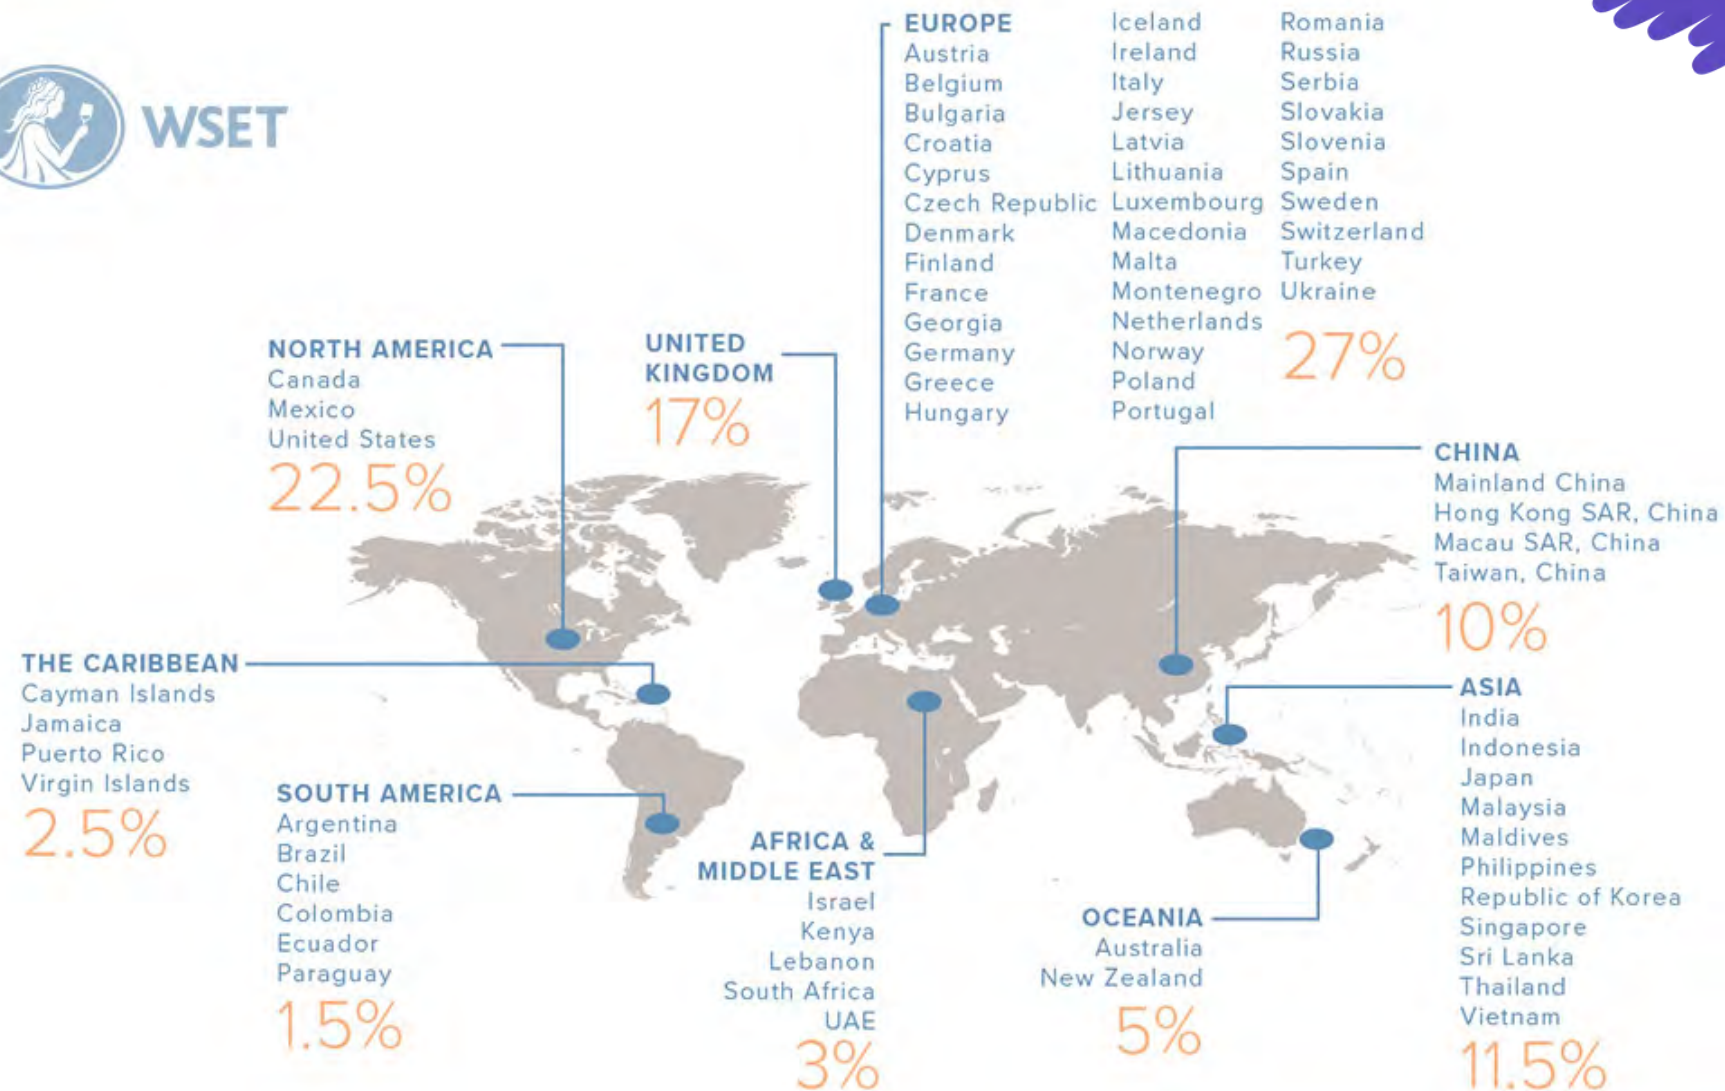 WSET
EUROPE
Austria
Belgium
Bulgaria
Croatia
Cyprus
Czech Republic
Denmark
Finland
France
Georgia
Germany
Greece
Hungary
Iceland
Ireland
Italy
Jersey
Latvia
Lithuania
Luxembourg
Macedonia
Malta
Montenegro
Netherlands
Norway
Poland
Portugal
Romania
Russia
Serbia
Slovakia
Slovenia
Spain
Sweden
Switzerland
Turkey
Ukraine
27%
NORTH AMERICA
Canada
Mexico
United States
22.5%
UNITED
KINGDOM
17%
CHINA
Mainland China
Hong Kong SAR, China
Macau SAR, China
Taiwan, China
10%
THE CARIBBEAN
Cayman Islands
Jamaica
Puerto Rico
Virgin Islands
2.5%
SOUTH AMERICA
Argentina
Brazil
Chile
Colombia
Ecuador
Paraguay
1.5%
AFRICA &
MIDDLE EAST
Israel
Kenya
Lebanon
South Africa
UAE
3%
OCEANIA
Australia
New Zealand
5%
ASIA
India
Indonesia
Japan
Malaysia
Maldives
Philippines
Republic of Korea
Singapore
Sri Lanka
Thailand
Vietnam
11.5%